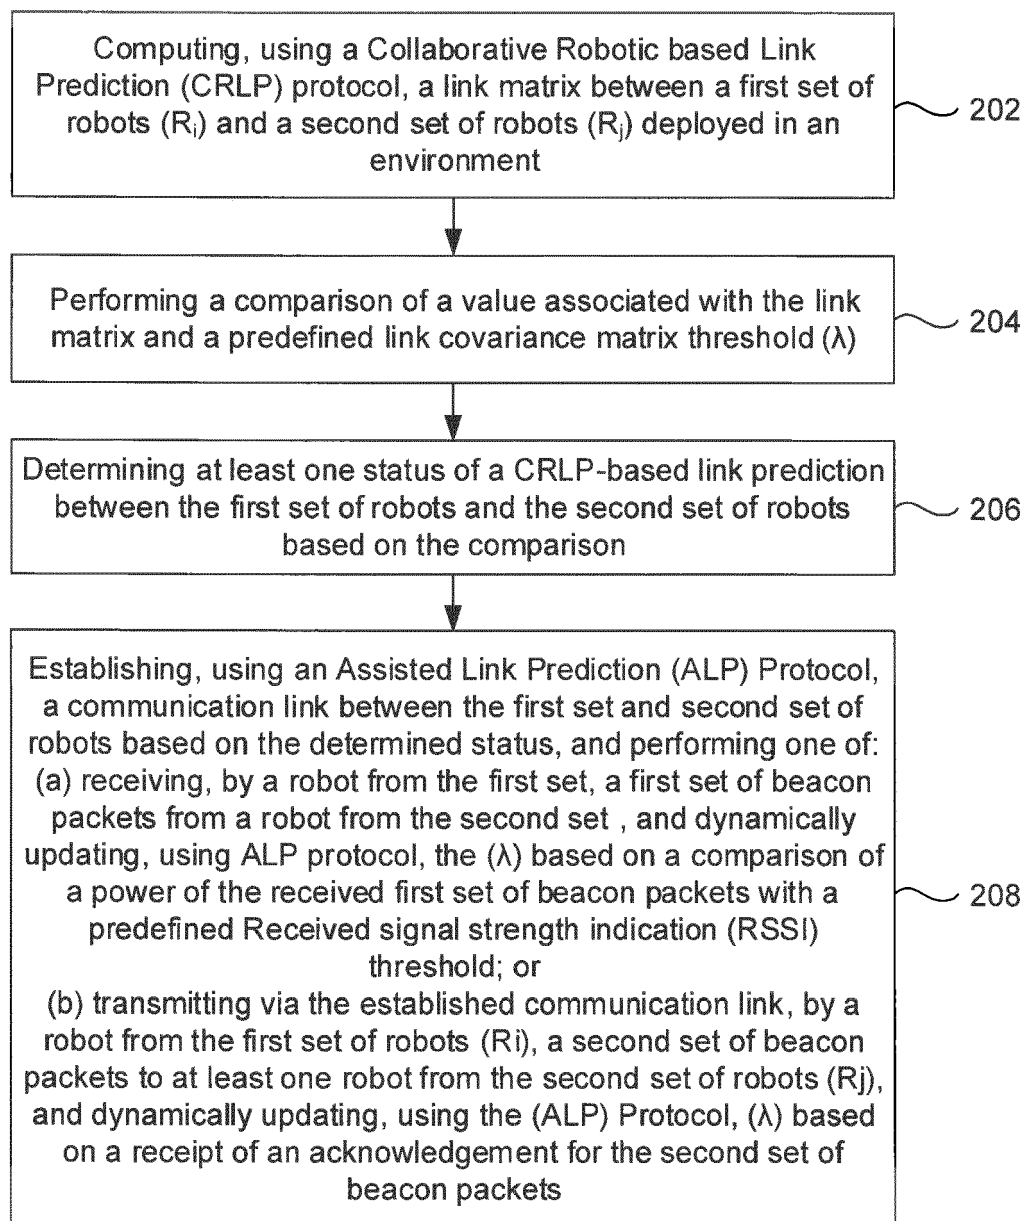 Computing, using a Collaborative Robotic based Link
Prediction (CRLP) protocol, a link matrix between a first set of
robots (Ri) and a second set of robots (Rj) deployed in an
environment
202
Performing a comparison of a value associated with the link
matrix and a predefined link covariance matrix threshold (λ)
204
Determining at least one status of a CRLP-based link prediction
between the first set of robots and the second set of robots
based on the comparison
206
Establishing, using an Assisted Link Prediction (ALP) Protocol,
a communication link between the first set and second set of
robots based on the determined status, and performing one of:
(a) receiving, by a robot from the first set, a first set of beacon
packets from a robot from the second set , and dynamically
updating, using ALP protocol, the (λ) based on a comparison of
a power of the received first set of beacon packets with a
predefined Received signal strength indication (RSSI)
threshold; or
(b) transmitting via the established communication link, by a
robot from the first set of robots (Ri), a second set of beacon
packets to at least one robot from the second set of robots (Rj),
and dynamically updating, using the (ALP) Protocol, (λ) based
on a receipt of an acknowledgement for the second set of
beacon packets
208